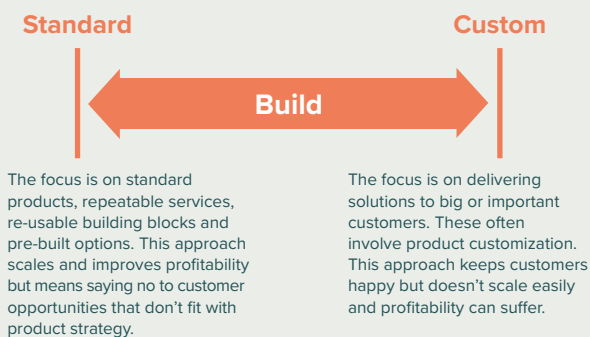 Standard
Custom
Build
The focus is on standard
products, repeatable services,
re-usable building blocks and
pre-built options. This approach
scales and improves profitability
but means saying no to customer
opportunities that don’t fit with
product strategy.
The focus is on delivering
solutions to big or important
customers. These often
involve product customization.
This approach keeps customers
happy but doesn’t scale easily
and profitability can suffer.